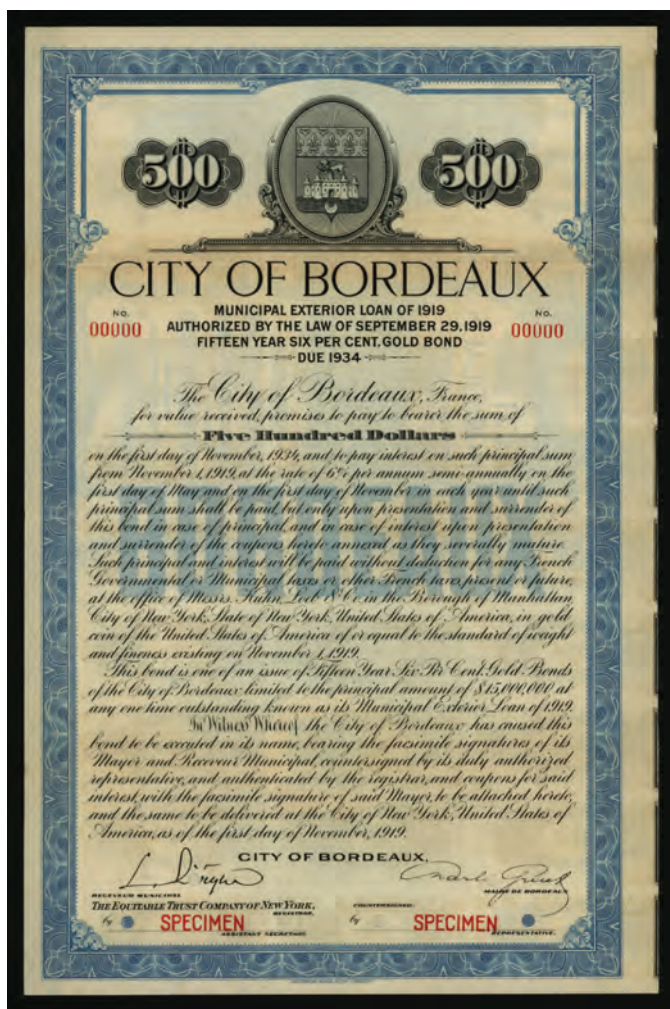 500 500
CITY OF BORDEAUX
MUNICIPAL EXTERIOR LOAN OF 1919
No. 00000 AUTHORIZED BY THE LAW OF SEPTEMBER 29, 1919 No. 00000
FIFTEEN YEAR SIX PER CENT. GOLD BOND
DUE 1934
The City of Bordeaux, France,
for value received, promises to pay to bearer the sum of
Five Hundred Dollars
on the first day of November, 1934, and to pay interest on such principal sum
from November 1, 1919, at the rate of 6% per annum semi-annually on the
first day of May and on the first day of November in each year until such
principal sum shall be paid, but only upon presentation and surrender of
this bond in case of principal, and in case of interest upon presentation
and surrender of the coupons hereto annexed as they severally mature.
Such principal and interest will be paid without deduction for any French
Governmental or Municipal taxes or other French taxes present or future,
at the office of Messrs. Kuhn, Loeb & Co. in the Borough of Manhattan,
City of New York, State of New York, United States of America, in gold
coin of the United States of America of or equal to the standard of weight
and fineness existing on November 1, 1919.
This bond is one of an issue of Fifteen Year Six Per Cent. Gold Bonds
of the City of Bordeaux limited to the principal amount of $15,000,000 at
any one time outstanding known as its Municipal Exterior Loan of 1919.
In Witness Whereof, the City of Bordeaux has caused this
bond to be executed in its name, bearing the facsimile signatures of its
Mayor and Receveur Municipal, countersigned by its duly authorized
representative, and authenticated by the registrar, and coupons for said
interest, with the facsimile signature of said Mayor, to be attached hereto,
and the same to be delivered at the City of New York, United States of
America, as of the first day of November, 1919.
CITY OF BORDEAUX,
RECEVEUR MUNICIPAL MAIRE DE BORDEAUX
THE EQUITABLE TRUST COMPANY OF NEW YORK, COUNTERSIGNED:
REGISTRAR,
by SPECIMEN by SPECIMEN
ASSISTANT SECRETARY. REPRESENTATIVE.